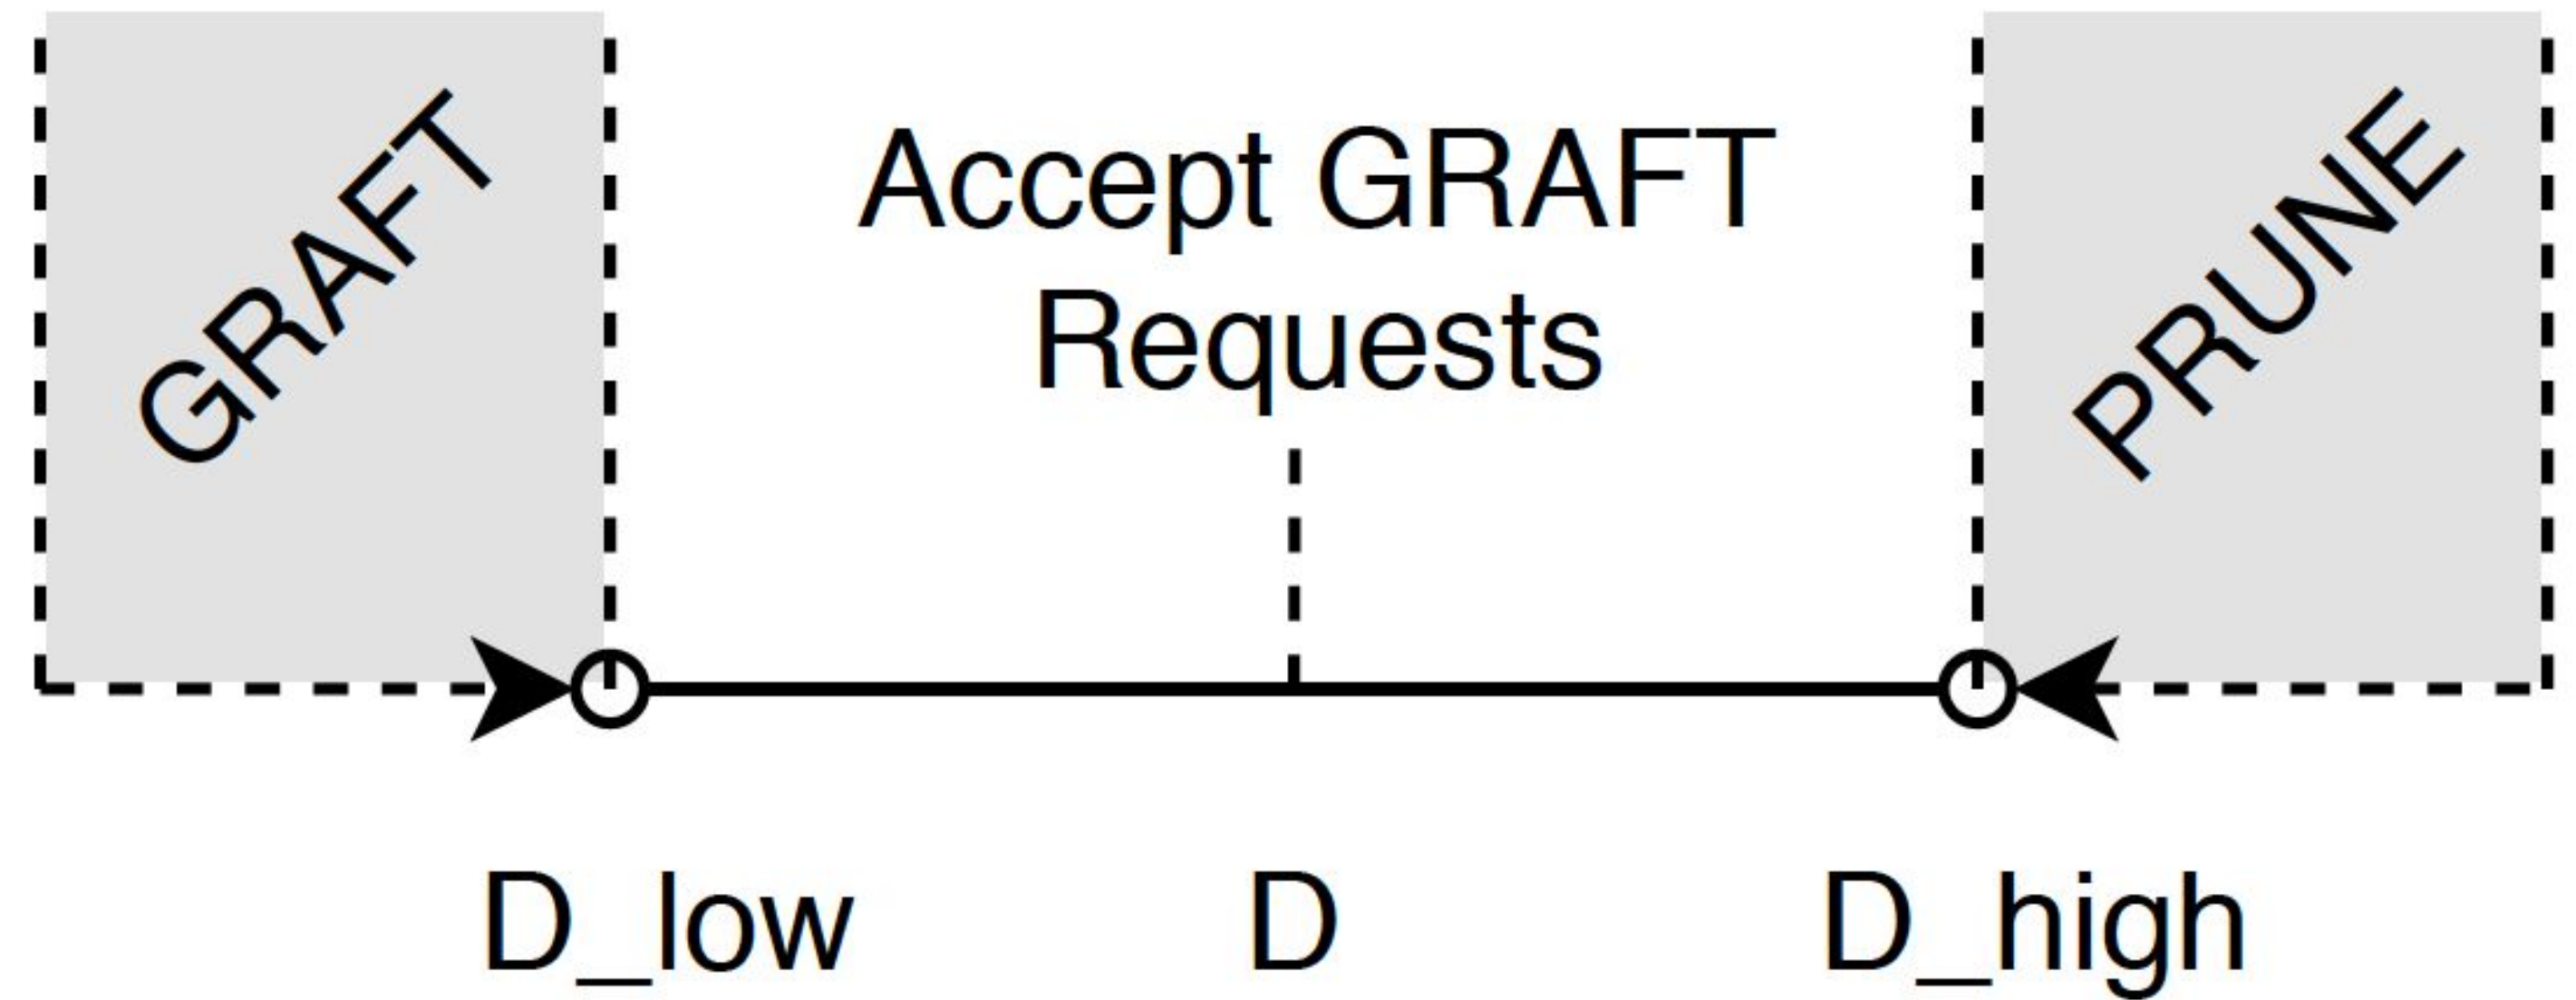 GRAFT
Accept GRAFT
Requests
PRUNE
D_low
D
D_high